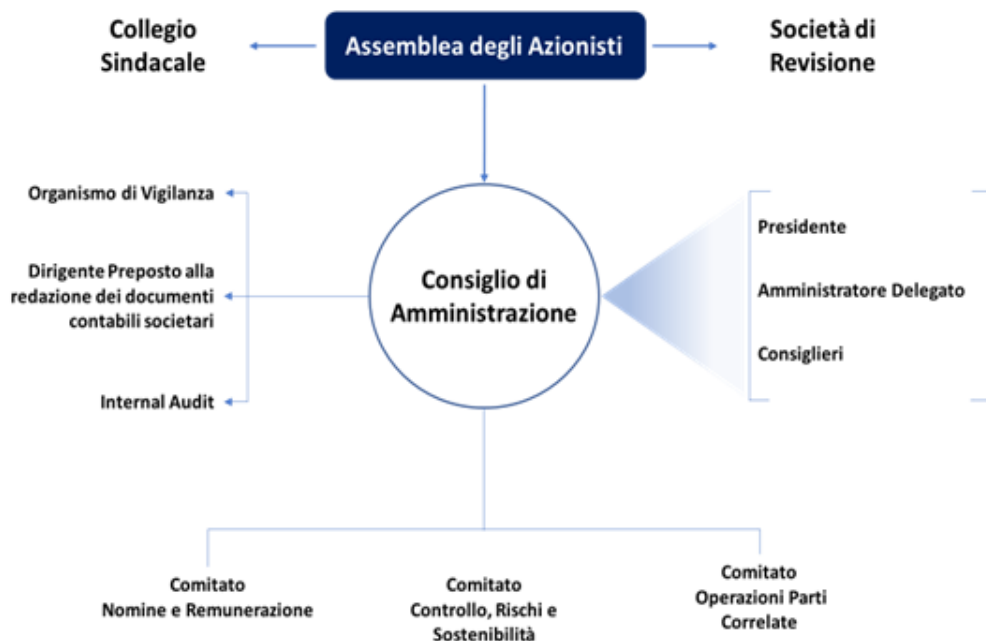 Collegio
Sindacale
Assemblea degli Azionisti
Società di
Revisione
Organismo di Vigilanza
Dirigente Preposto alla
redazione dei documenti
contabili societari
Internal Audit
Consiglio di
Amministrazione
Presidente
Amministratore Delegato
Consiglieri
Comitato
Nomine e Remunerazione
Comitato
Controllo, Rischi e
Sostenibilità
Comitato
Operazioni Parti
Correlate